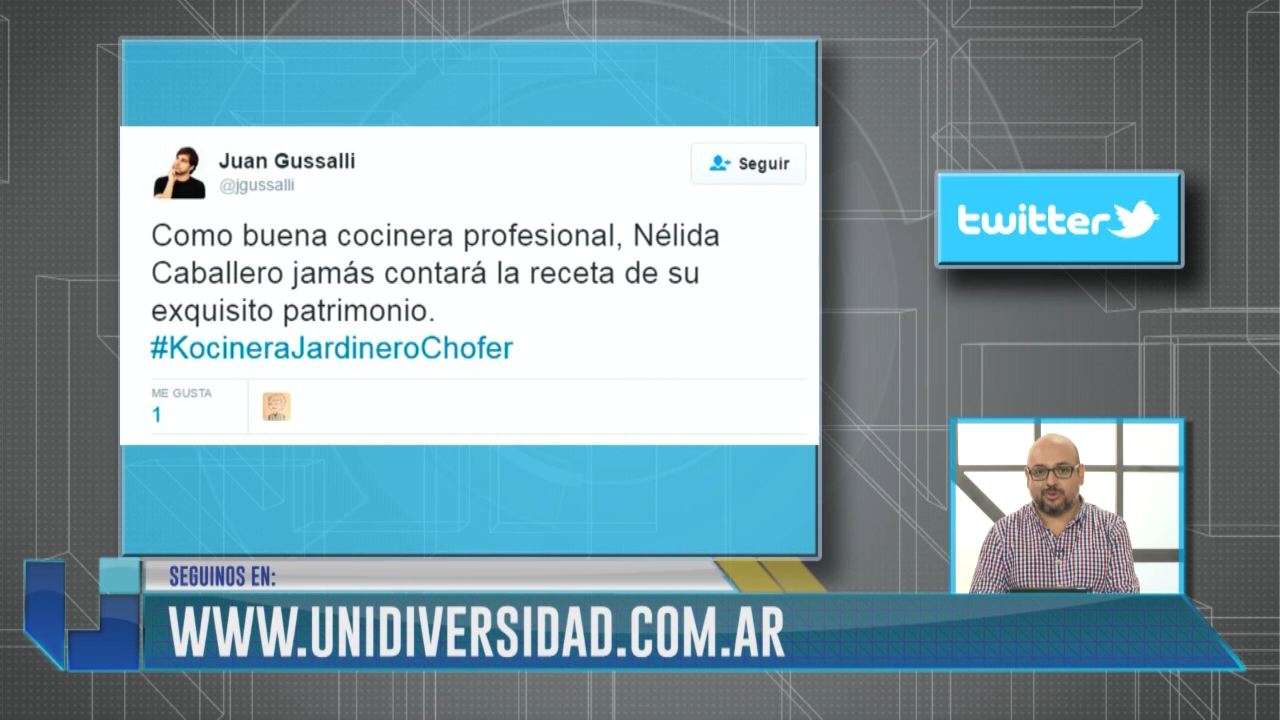 Juan Gussalli
@jgussalli
Seguir
Como buena cocinera profesional, Nélida
Caballero jamás contará la receta de su
exquisito patrimonio.
#KocineraJardineroChofer
ME GUSTA
1
twitter
SEGUINOS EN:
WWW.UNIDIVERSIDAD.COM.AR